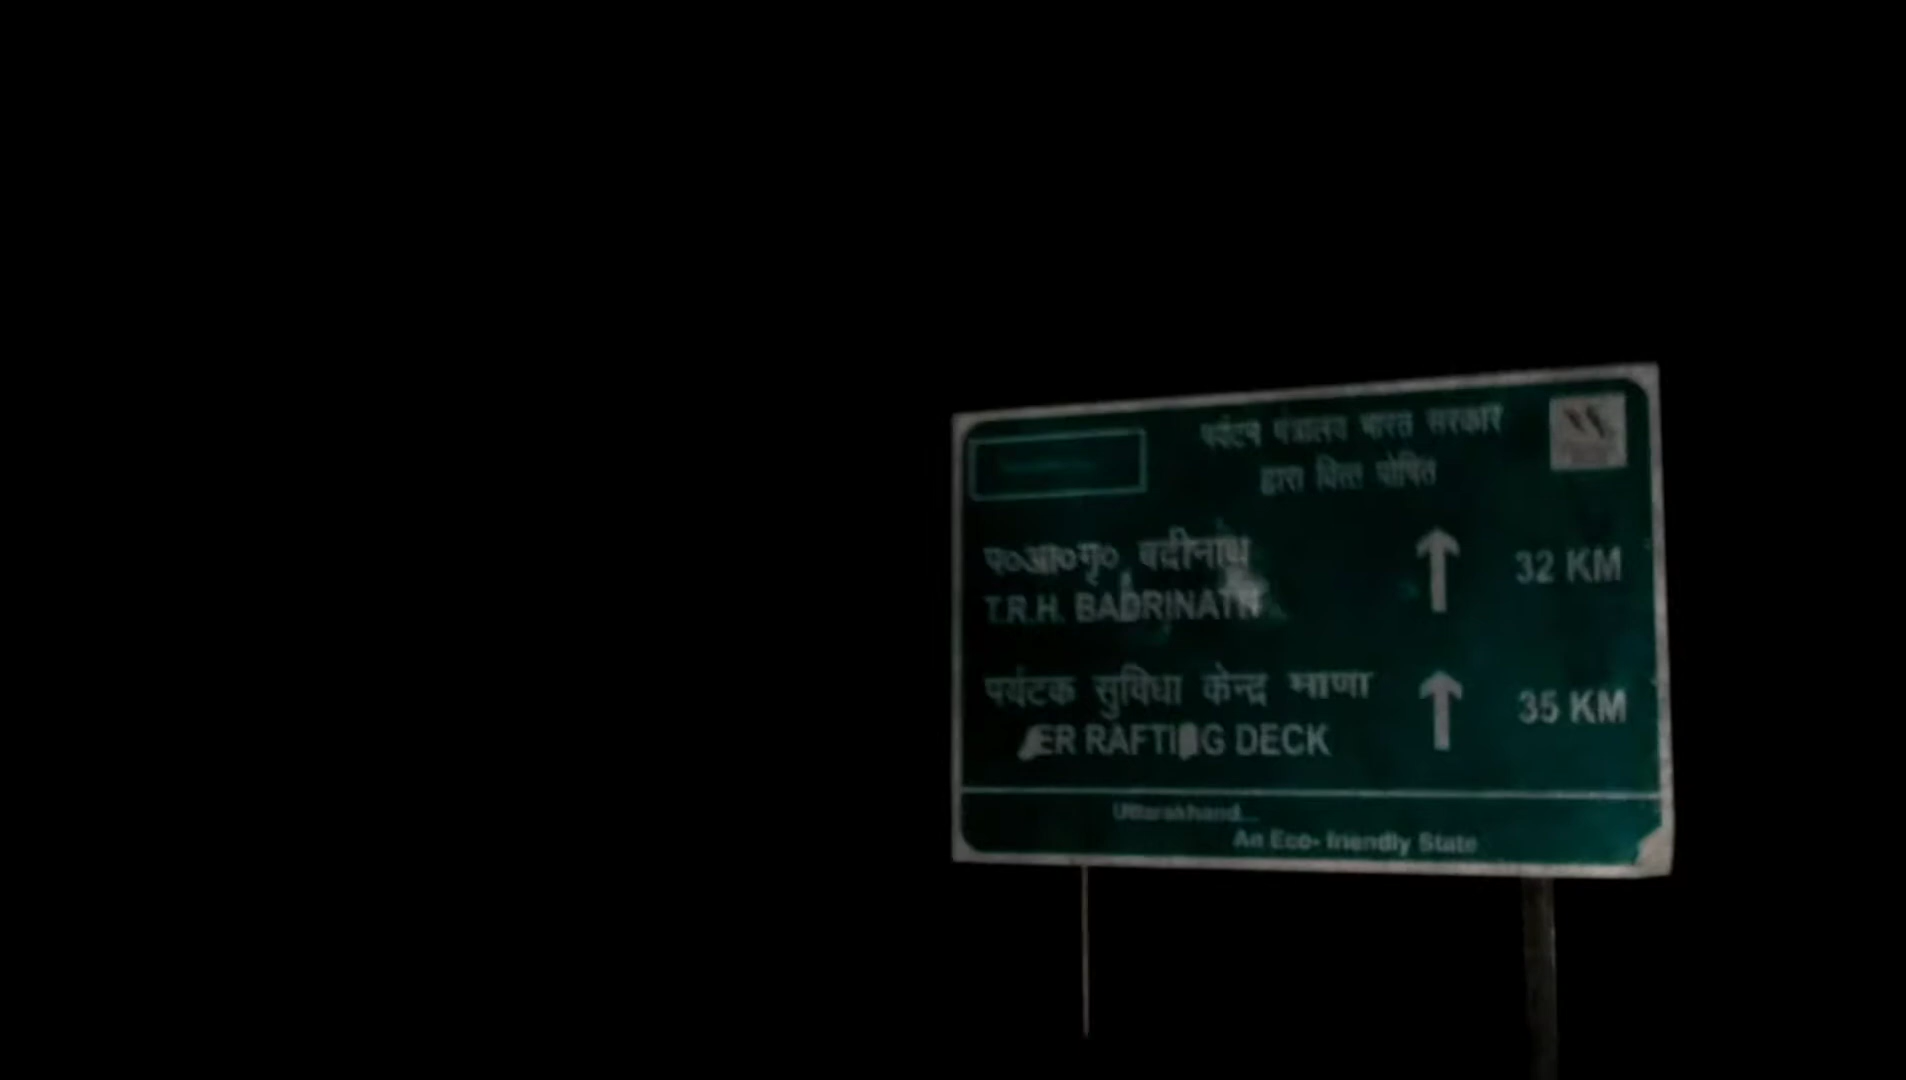 पर्यटन मंत्रालय भारत सरकार
द्वारा वित्त पोषित
प०आ०गृ० बद्रीनाथ
T.R.H. BADRINATH
32 KM
पर्यटक सुविधा केन्द्र माणा
ER RAFTING DECK
35 KM
Uttarakhand...
An Eco- friendly State